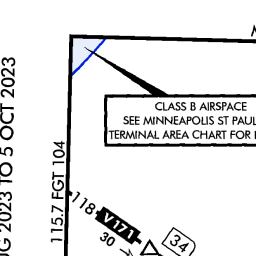 CLASS B AIRSPACE
SEE MINNEAPOLIS ST PAUL
TERMINAL AREA CHART FOR
UG 2023 TO 5 OCT 2023
115.7 FGT 104
118
V171
30
34